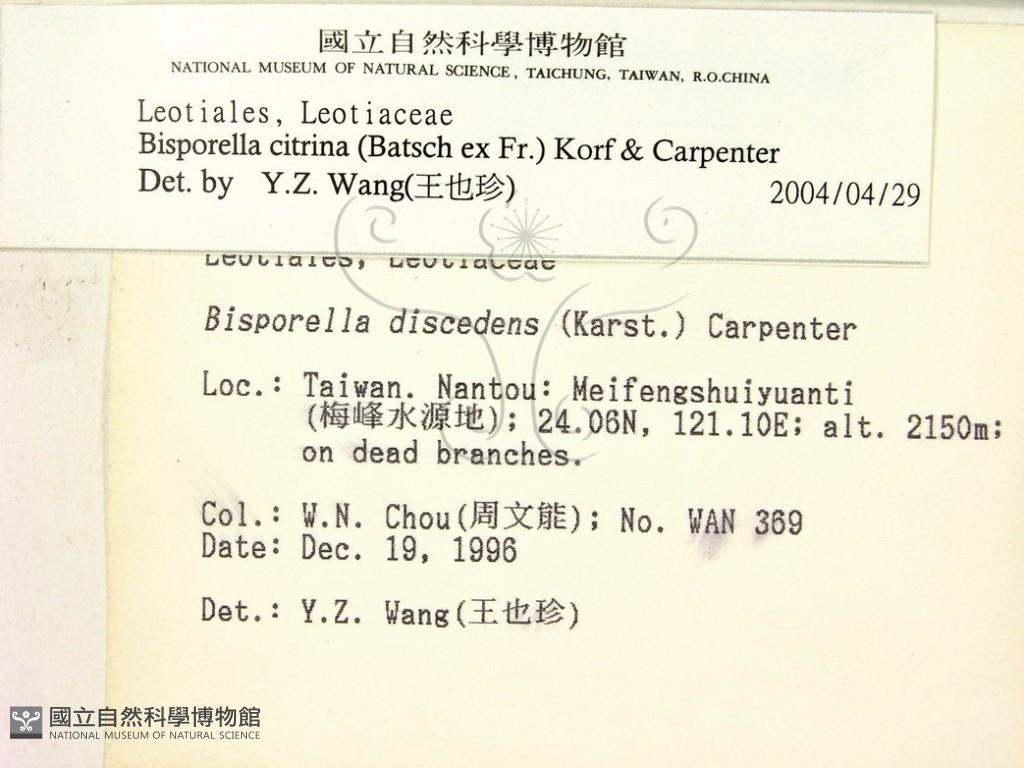 國立自然科學博物館
NATIONAL MUSEUM OF NATURAL SCIENCE, TAICHUNG, TAIWAN, R.O.CHINA
Leotiales, Leotiaceae
Bisporella citrina (Batsch ex Fr.) Korf & Carpenter
Det. by Y.Z. Wang(王也珍)
2004/04/29
Leotiales, Leotiaceae
Bisporella discedens (Karst.) Carpenter
Loc.: Taiwan. Nantou: Meifengshuiyuanti
(梅峰水源地); 24.06N, 121.10E; alt. 2150m;
on dead branches.
Col.: W.N. Chou(周文能); No. WAN 369
Date: Dec. 19, 1996
Det.: Y.Z. Wang(王也珍)
國立自然科學博物館
NATIONAL MUSEUM OF NATURAL SCIENCE